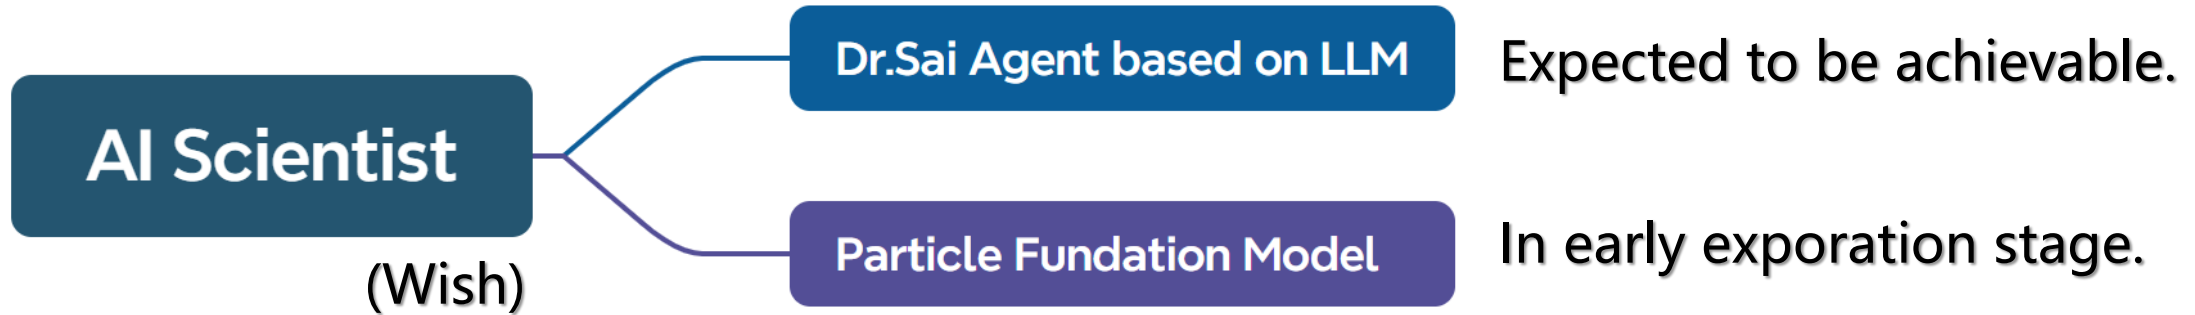 Dr.Sai Agent based on LLM
Expected to be achievable.
AI Scientist
(Wish)
Particle Fundation Model
In early exporation stage.